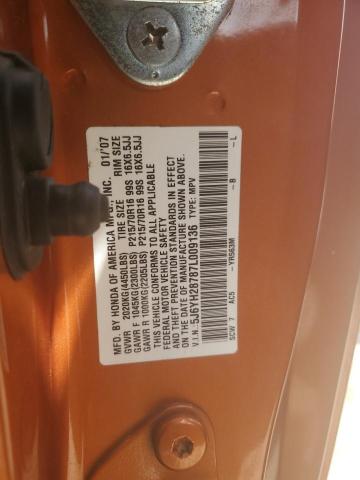 MFD. BY HONDA OF AMERICA MFG., INC. 01/'07
TIRE SIZE RIM SIZE
GVWR 2020KG(4450LBS)
GAWR F 1045KG(2300LBS) P215/70R16 99S 16X6.5JJ
GAWR R 1000KG(2205LBS) P215/70R16 99S 16X6.5JJ
THIS VEHICLE CONFORMS TO ALL APPLICABLE
FEDERAL MOTOR VEHICLE SAFETY
AND THEFT PREVENTION STANDARDS IN EFFECT
ON THE DATE OF MANUFACTURE SHOWN ABOVE.
V.I.N.: 5J6YH28787L009136 TYPE: MPV
SCW 7 AC5 YR563M B L